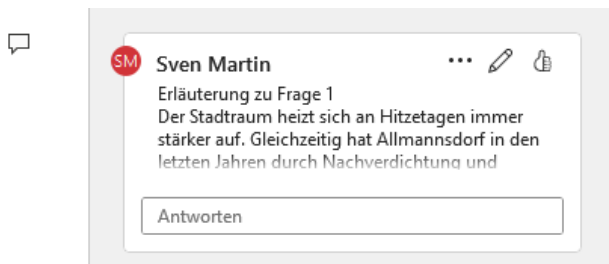 SM
Sven Martin
Erläuterung zu Frage 1
Der Stadtraum heizt sich an Hitzetagen immer
stärker auf. Gleichzeitig hat Allmannsdorf in den
letzten Jahren durch Nachverdichtung und
Antworten